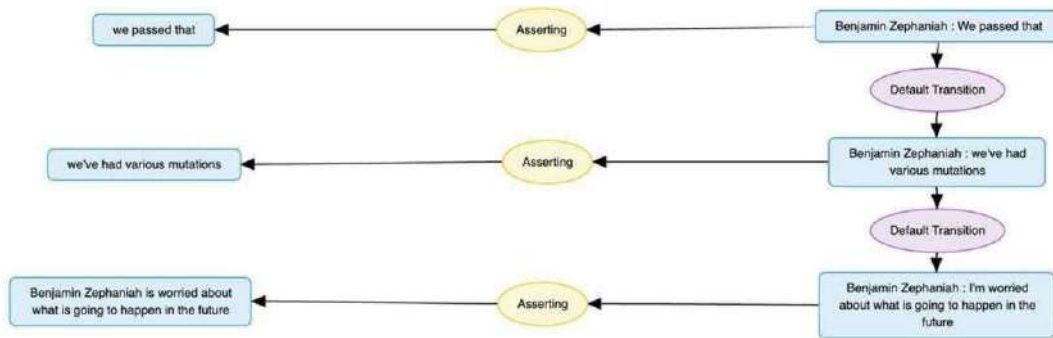 we passed that
Asserting
Benjamin Zephaniah : We passed that
Default Transition
we've had various mutations
Asserting
Benjamin Zephaniah : we've had
various mutations
Default Transition
Benjamin Zephaniah is worried about
what is going to happen in the future
Asserting
Benjamin Zephaniah : I'm worried
about what is going to happen in the
future